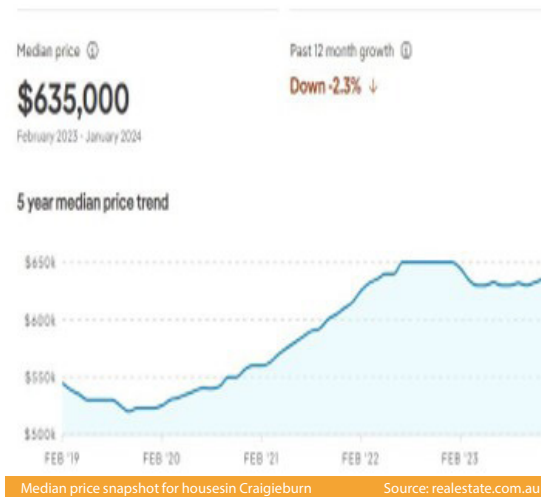 Median price ⓘ
Past 12 month growth ⓘ
$635,000
Down -2.3% ↓
February 2023 - January 2024
5 year median price trend
$650k
$600k
$550k
$500k
FEB '19 FEB '20 FEB '21 FEB '22 FEB '23
Median price snapshot for housesin Craigieburn Source: realestate.com.au